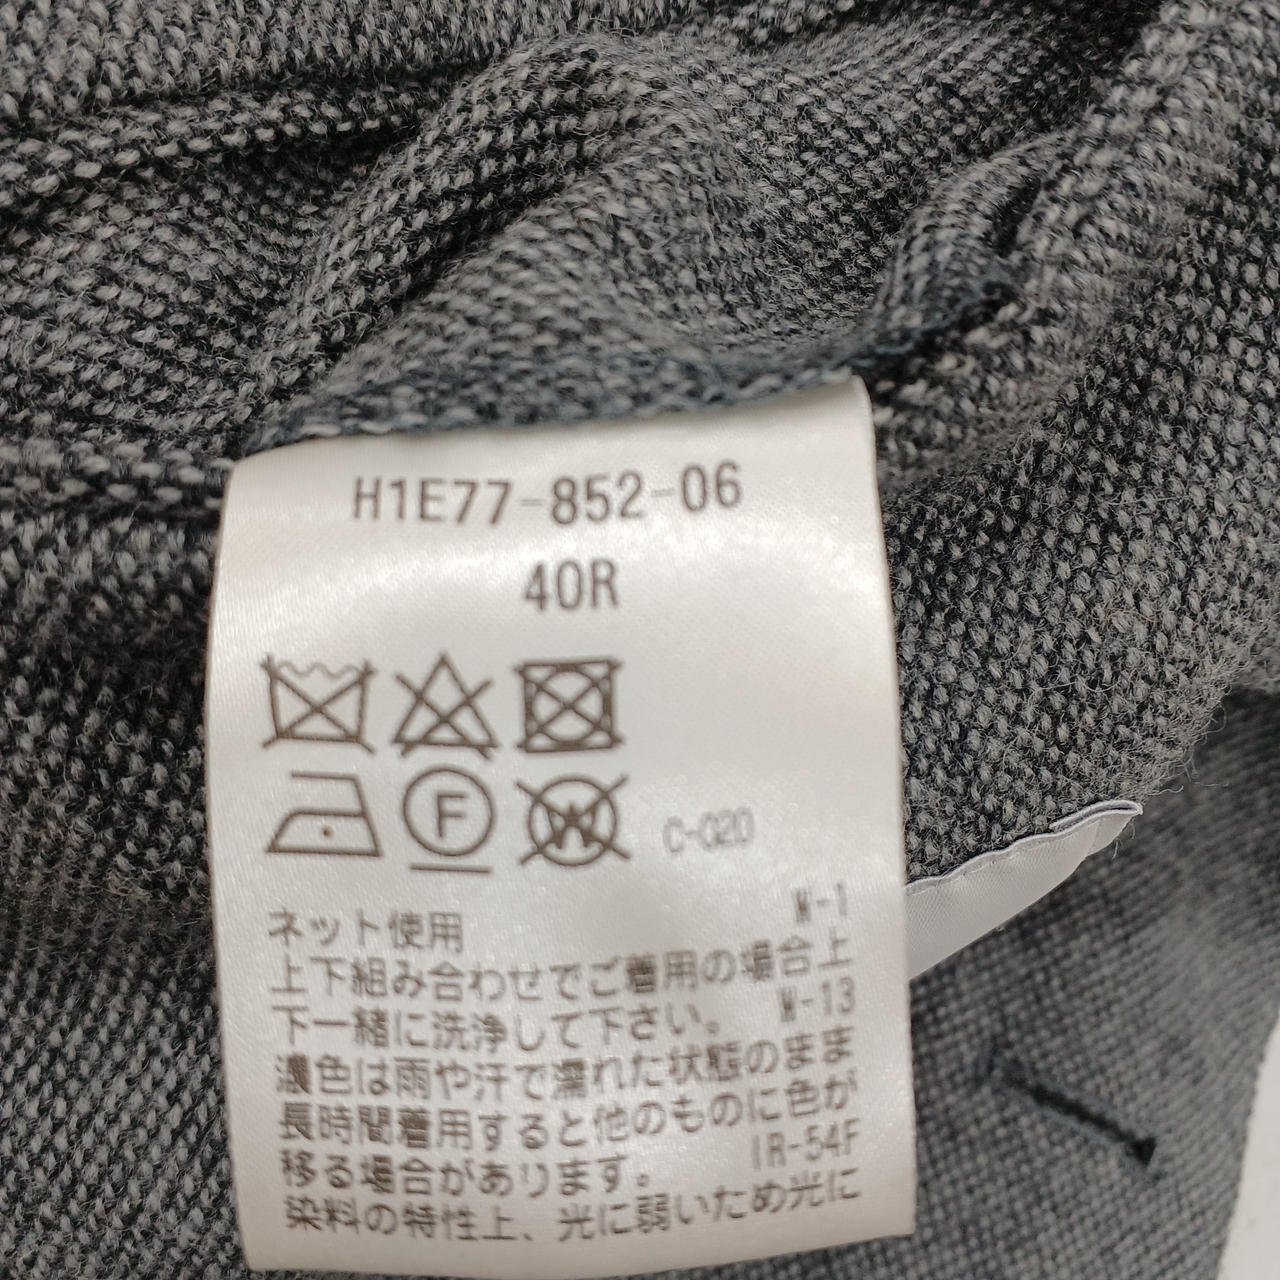 H1E77-852-06
40R
F
W
C-020
W-1
ネット使用
上下組み合わせでご着用の場合上
下一緒に洗浄して下さい。
W-13
濃色は雨や汗で濡れた状態のまま
長時間着用すると他のものに色が
移る場合があります。
IR-54F
染料の特性上、光に弱いため光に